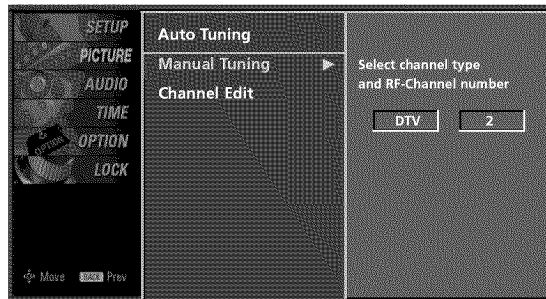 SETUP
PICTURE
AUDIO
TIME
OPTION
LOCK
Move BACK Prev
Auto Tuning
Manual Tuning ▶
Channel Edit
Select channel type
and RF-Channel number
DTV 2